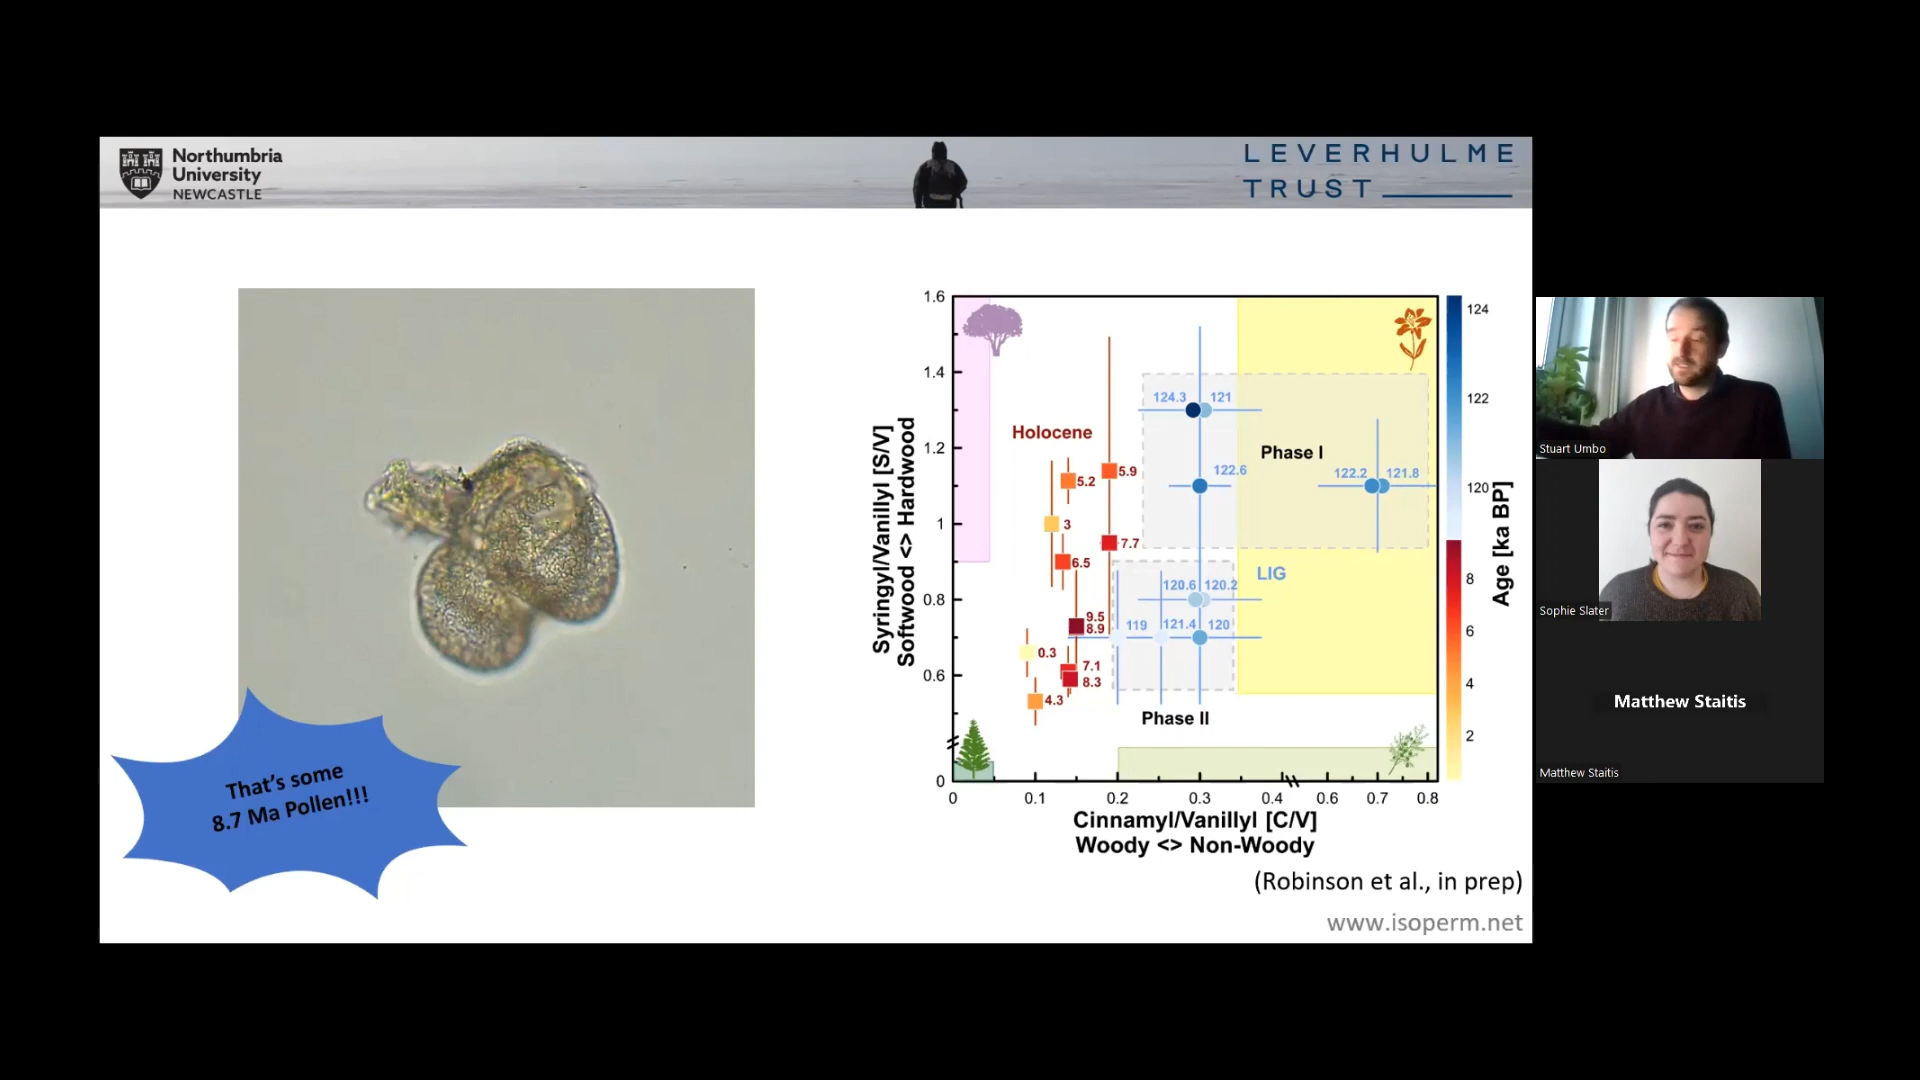 Northumbria
University
NEWCASTLE
LEVERHULME
TRUST
That's some
8.7 Ma Pollen!!!
Syringyl/Vanillyl [S/V]
Softwood <> Hardwood
1.6
1.4
1.2
1
0.8
0.6
0
Holocene
5.9
5.2
3
7.7
6.5
9.5
8.9
0.3
7.1
8.3
4.3
124.3
121
122.6
Phase I
122.2
121.8
LIG
120.6
120.2
119
121.4
120
Phase II
0
0.1
0.2
0.3
0.4
0.6
0.7
0.8
Cinnamyl/Vanillyl [C/V]
Woody <> Non-Woody
124
122
120
8
6
4
2
Age [ka BP]
(Robinson et al., in prep)
www.isoperm.net
Stuart Umbo
Sophie Slater
Matthew Staitis
Matthew Staitis